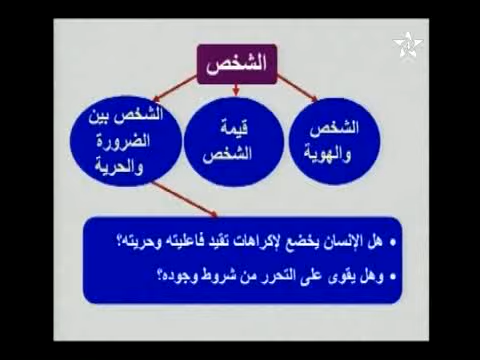 الشخص
الشخص
والهوية
قيمة
الشخص
الشخص بين
الضرورة
والحرية
• هل الإنسان يخضع لإكراهات تقيد فاعليته وحريته؟
• وهل يقوى على التحرر من شروط وجوده؟